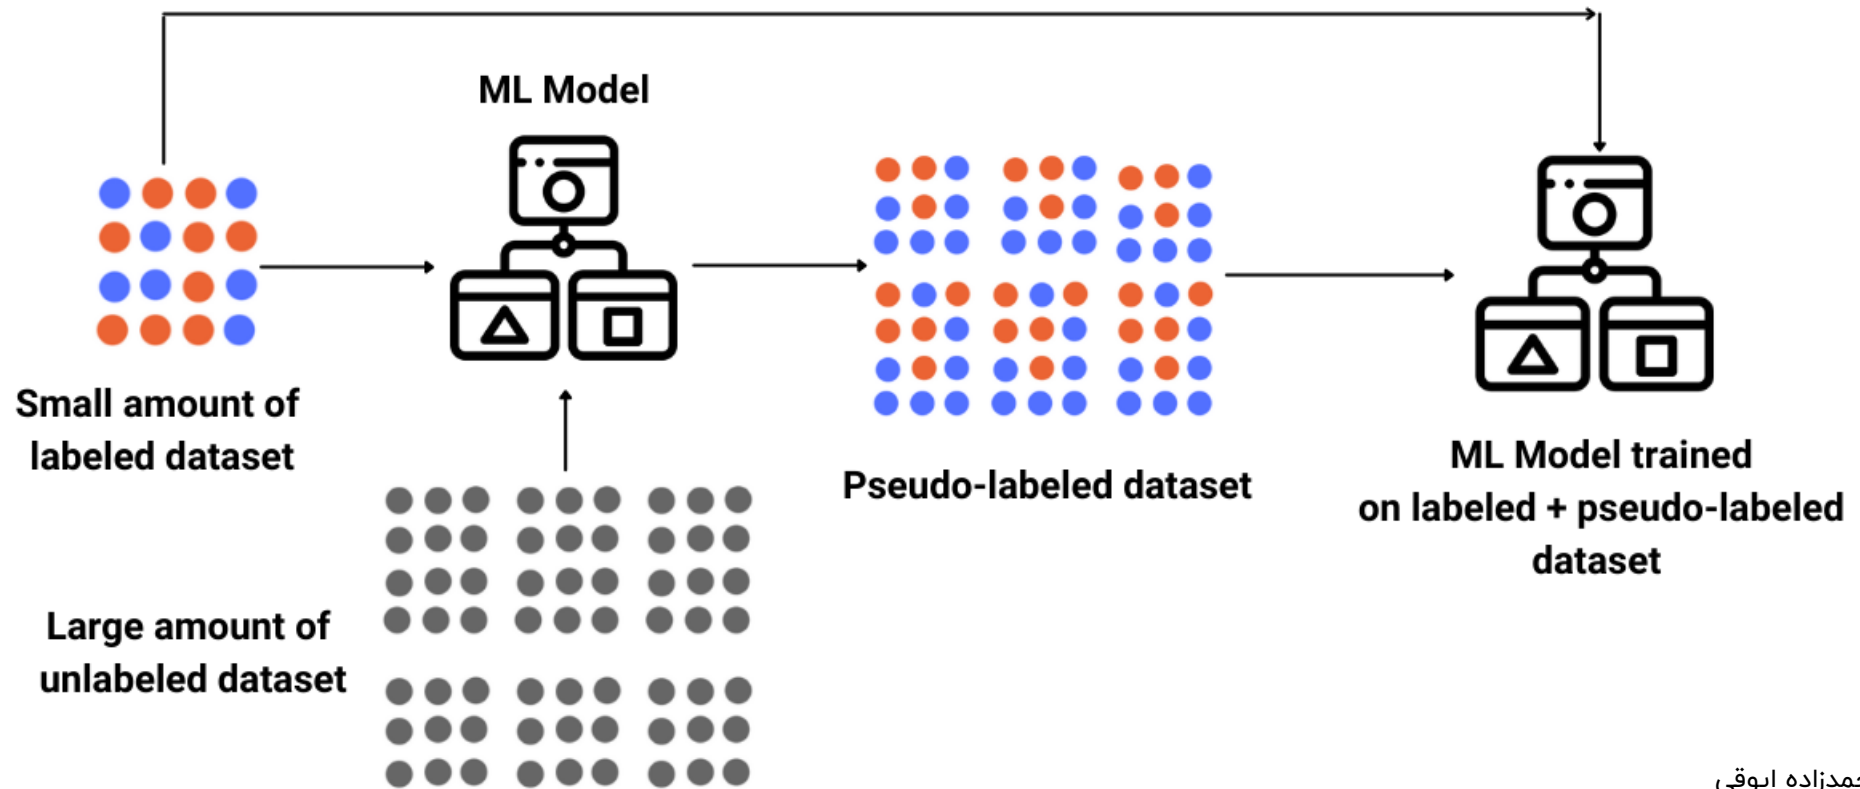 ML Model
Small amount of
labeled dataset
Large amount of
unlabeled dataset
Pseudo-labeled dataset
ML Model trained
on labeled + pseudo-labeled
dataset